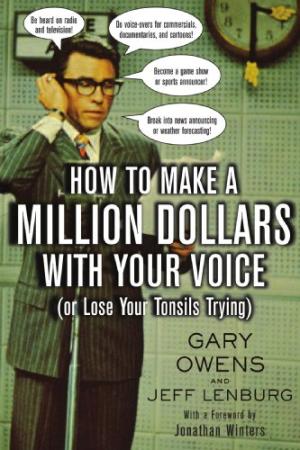 Be heard on radio
and television!
Do voice-overs for commercials,
documentaries, and cartoons!
Become a game show
or sports announcer!
Break into news announcing
or weather forecasting!
HOW TO MAKE A
MILLION DOLLARS
WITH YOUR VOICE
(or Lose Your Tonsils Trying)
GARY
OWENS
AND
JEFF LENBURG
With a Foreword by
Jonathan Winters